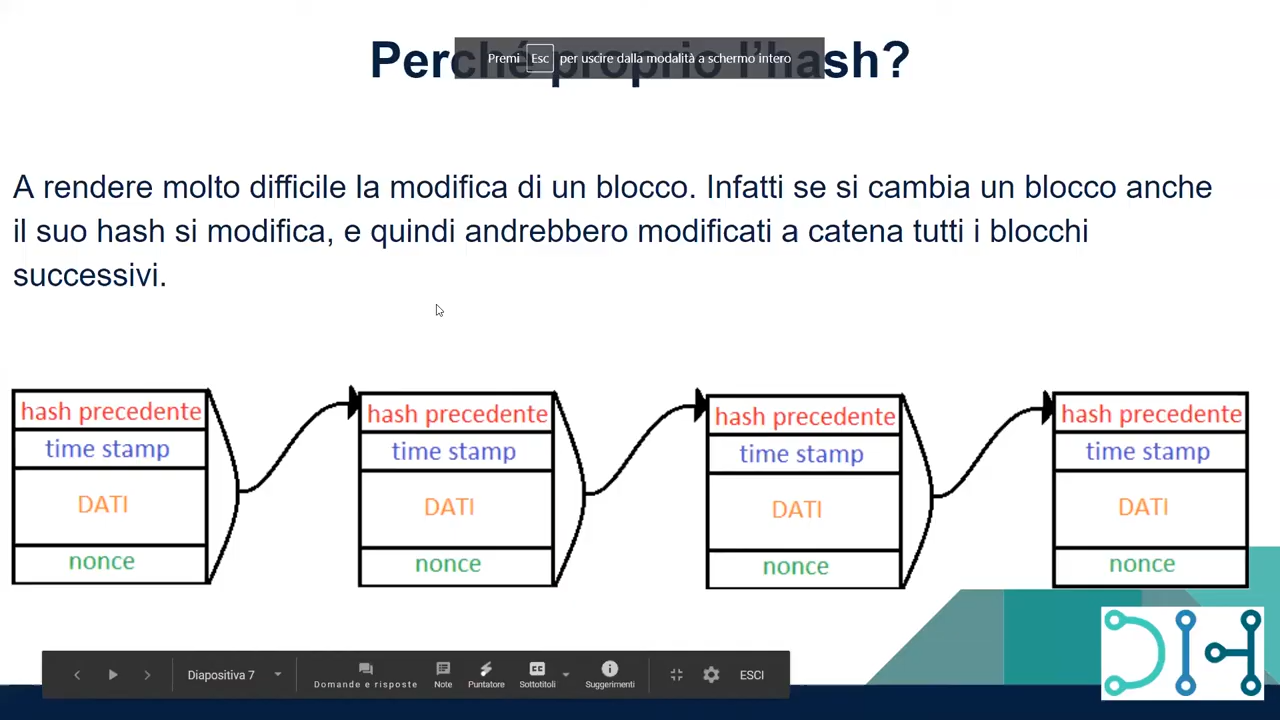 Perché proprio l'hash?
Premi Esc per uscire dalla modalità a schermo intero
A rendere molto difficile la modifica di un blocco. Infatti se si cambia un blocco anche
il suo hash si modifica, e quindi andrebbero modificati a catena tutti i blocchi
successivi.
hash precedente
time stamp
DATI
nonce
hash precedente
time stamp
DATI
nonce
hash precedente
time stamp
DATI
nonce
hash precedente
time stamp
DATI
nonce
DIH
Diapositiva 7
Domande e risposte
Note
Puntatore
CC
Sottotitoli
Suggerimenti
ESCI